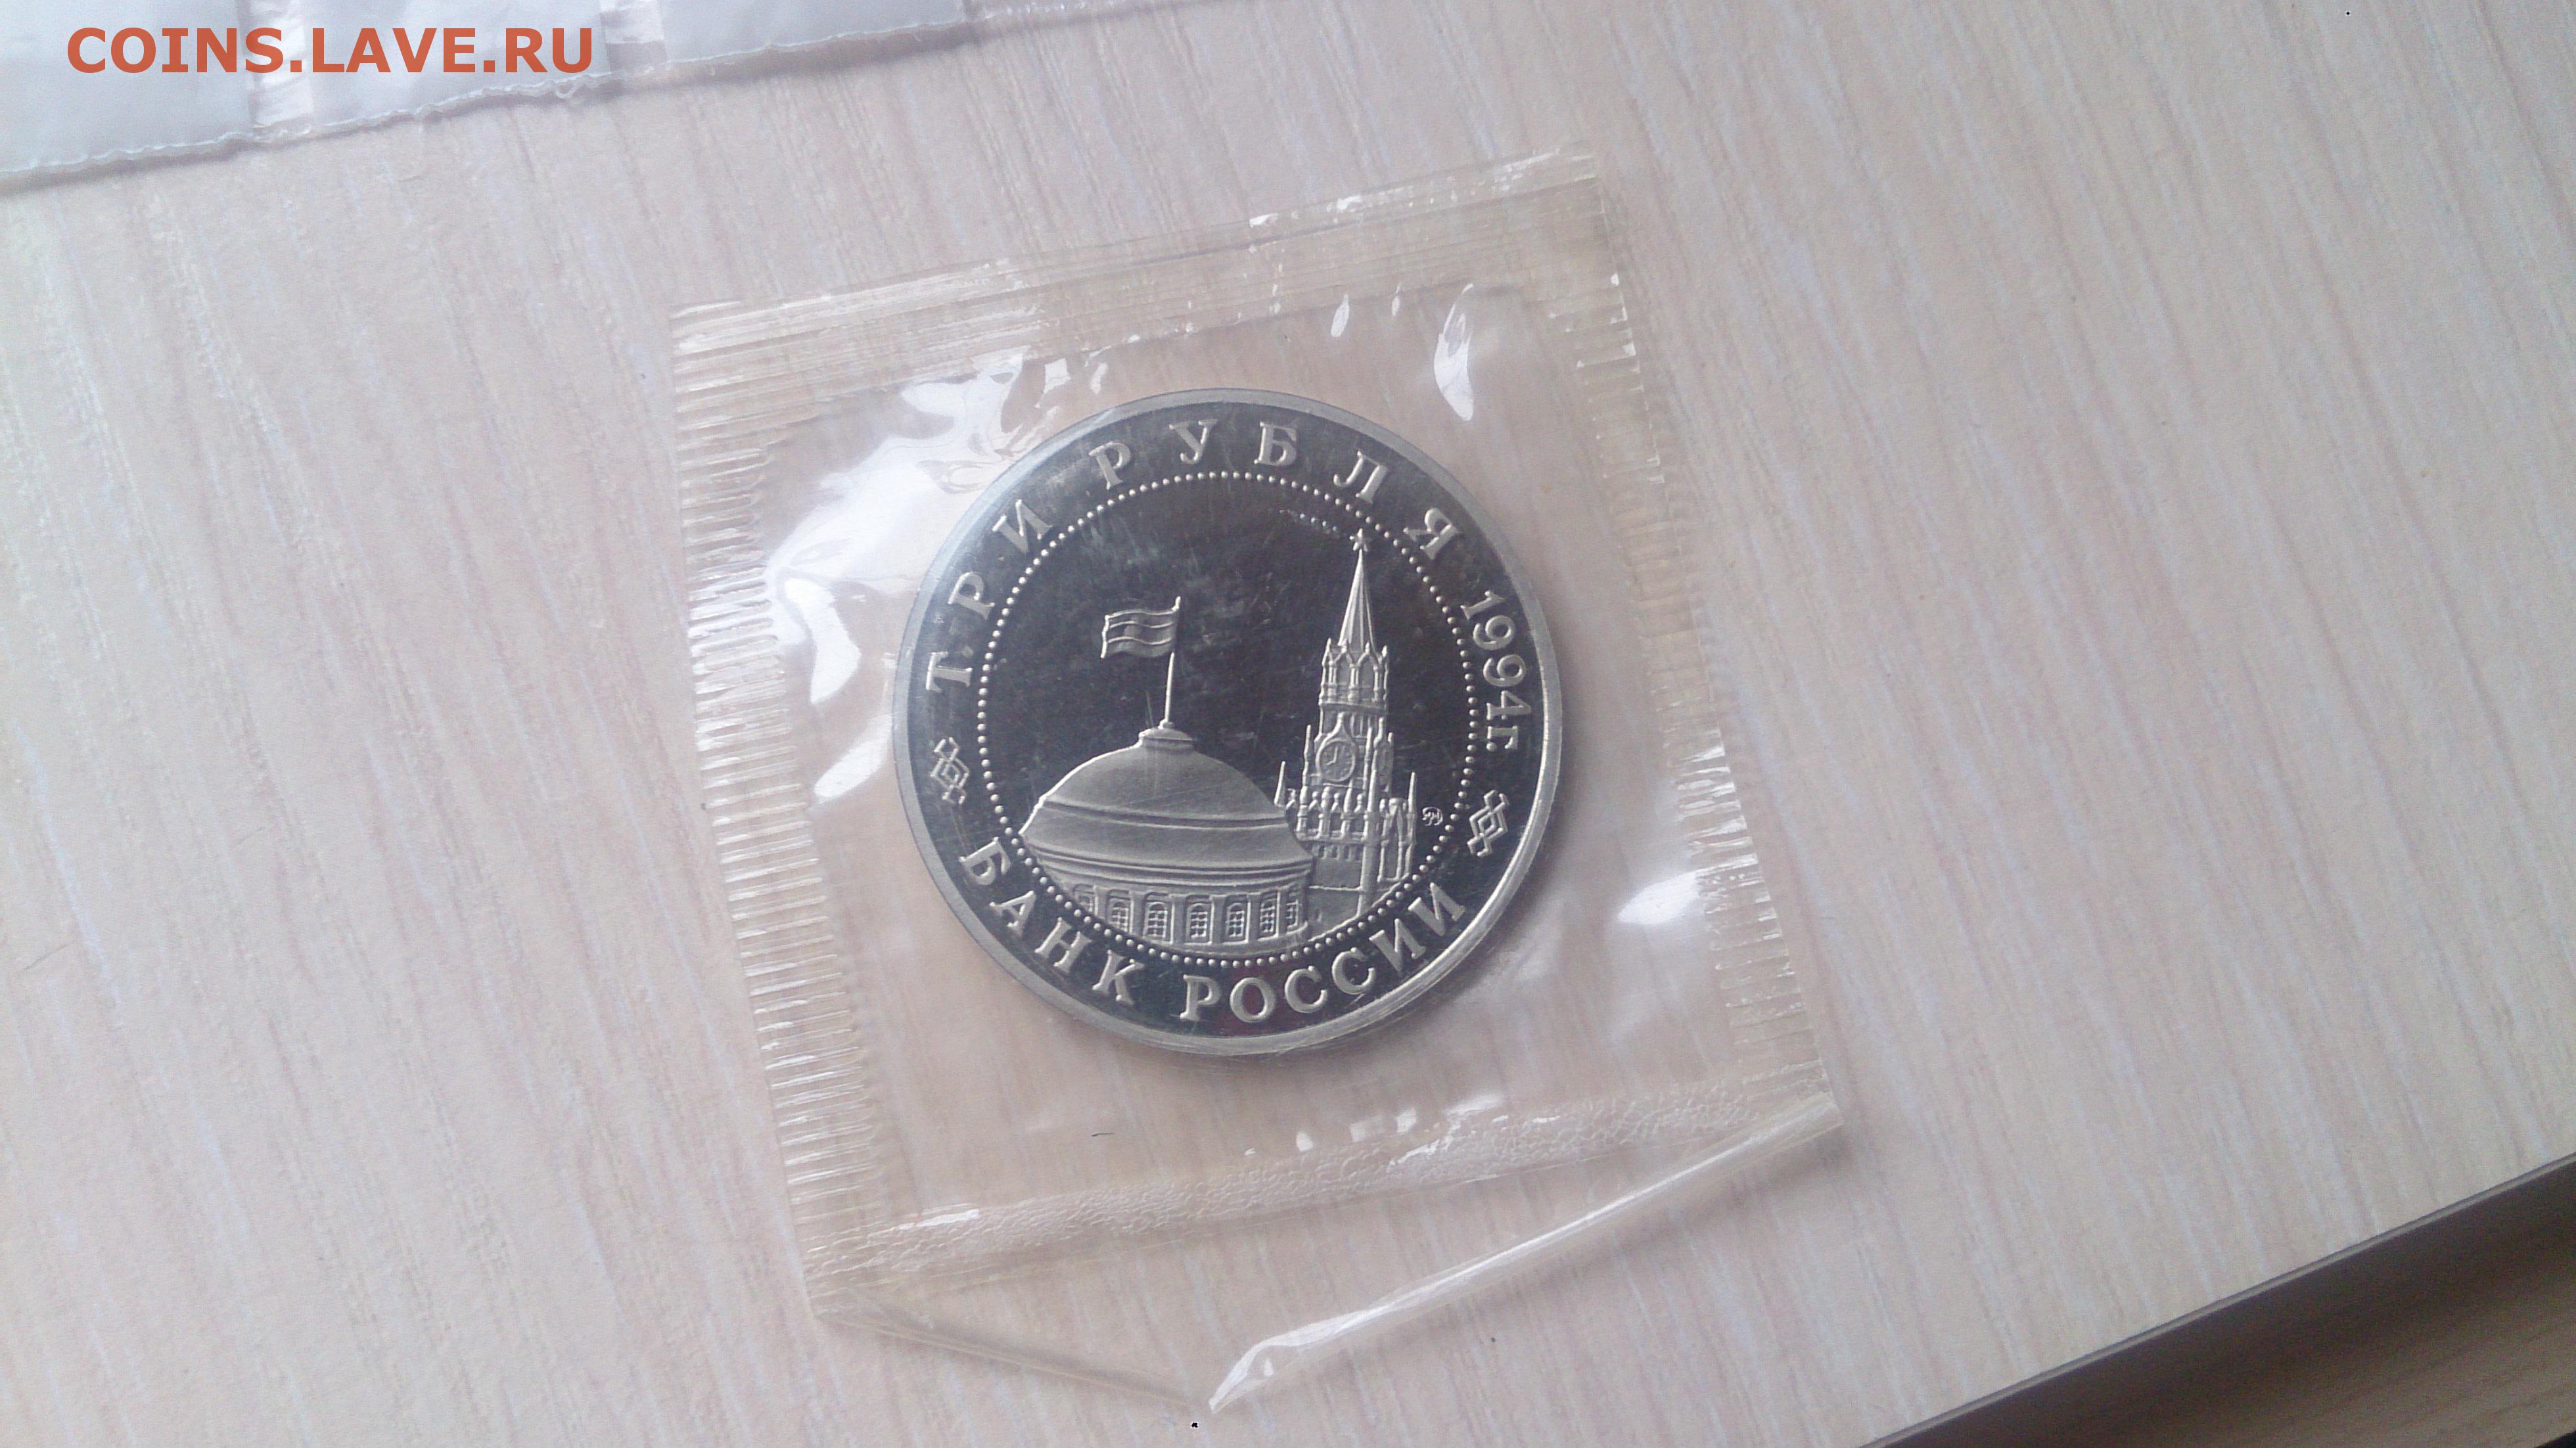 COINS.LAVE.RU
ТРИ РУБЛЯ 1994г.
БАНК РОССИИ